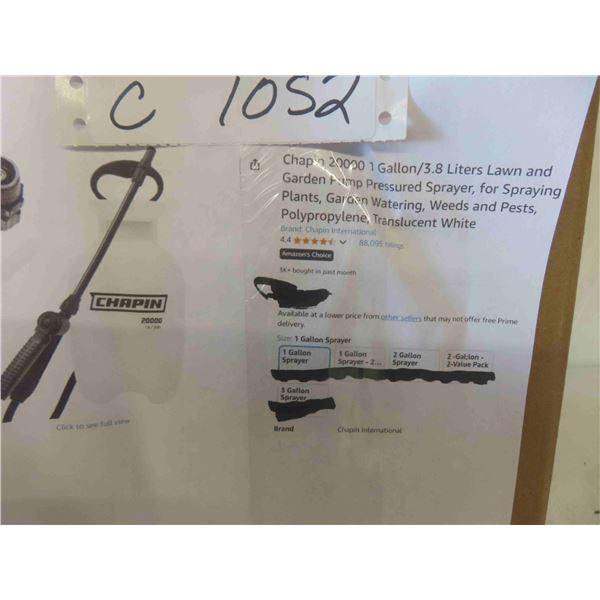 C 1052
Chapin 20000 1 Gallon/3.8 Liters Lawn and
Garden Pump Pressured Sprayer, for Spraying
Plants, Garden Watering, Weeds and Pests,
Polypropylene, Translucent White
Brand: Chapin International
4.4 88,095 ratings
Amazon's Choice
5K+ bought in past month
Available at a lower price from other sellers that may not offer free Prime
delivery.
Size: 1 Gallon Sprayer
1 Gallon
Sprayer
1 Gallon
Sprayer - 2...
2 Gallon
Sprayer
2 -Gal;lon -
2-Value Pack
3 Gallon
Sprayer
Brand Chapin International
CHAPIN
20000
Click to see full view